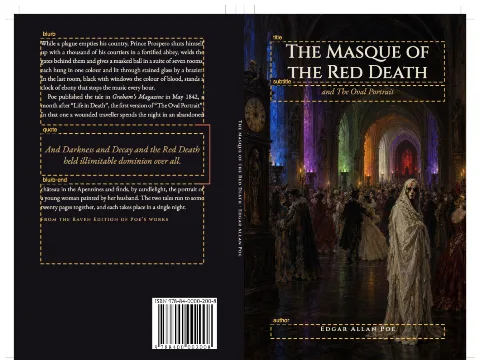 blurb
While a plague empties his country, Prince Prospero shuts himself
up with a thousand of his courtiers in a fortified abbey, welds the
gates behind them and gives a masked ball in a suite of seven rooms,
each hung in one colour and lit through stained glass by a brazier.
In the last room, black with windows the colour of blood, stands a
clock of ebony that stops the music every hour.
Poe published the tale in Graham's Magazine in May 1842, a
month after "Life in Death", the first version of "The Oval Portrait".
In that one a wounded traveller spends the night in an abandoned
quote
And Darkness and Decay and the Red Death
held illimitable dominion over all.
blurb-end
château in the Apennines and finds, by candlelight, the portrait of
a young woman painted by her husband. The two tales run to some
twenty pages together, and each takes place in a single night.
FROM THE RAVEN EDITION OF POE'S WORKS
ISBN 978-84-0000-200-8
9 788400 002008
THE MASQUE OF THE RED DEATH EDGAR ALLAN POE
title
THE MASQUE OF
THE RED DEATH
subtitle
and The Oval Portrait
author
EDGAR ALLAN POE